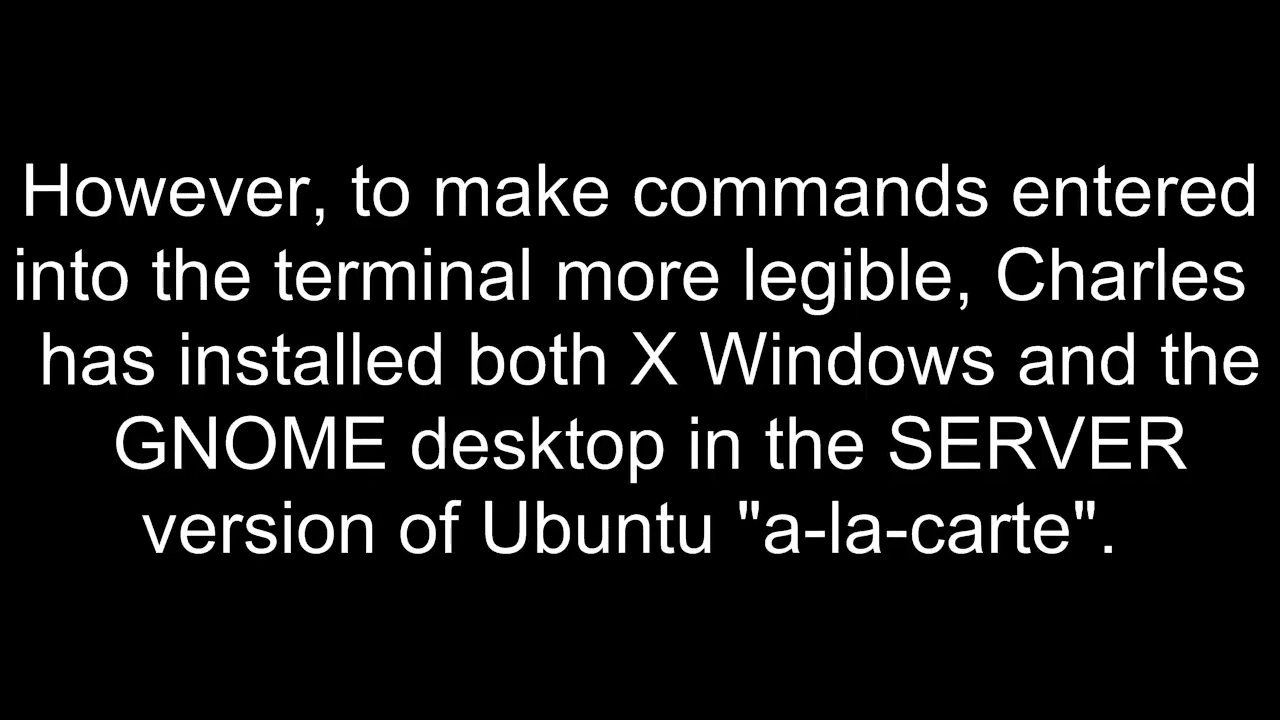 However, to make commands entered
into the terminal more legible, Charles
has installed both X Windows and the
GNOME desktop in the SERVER
version of Ubuntu "a-la-carte".